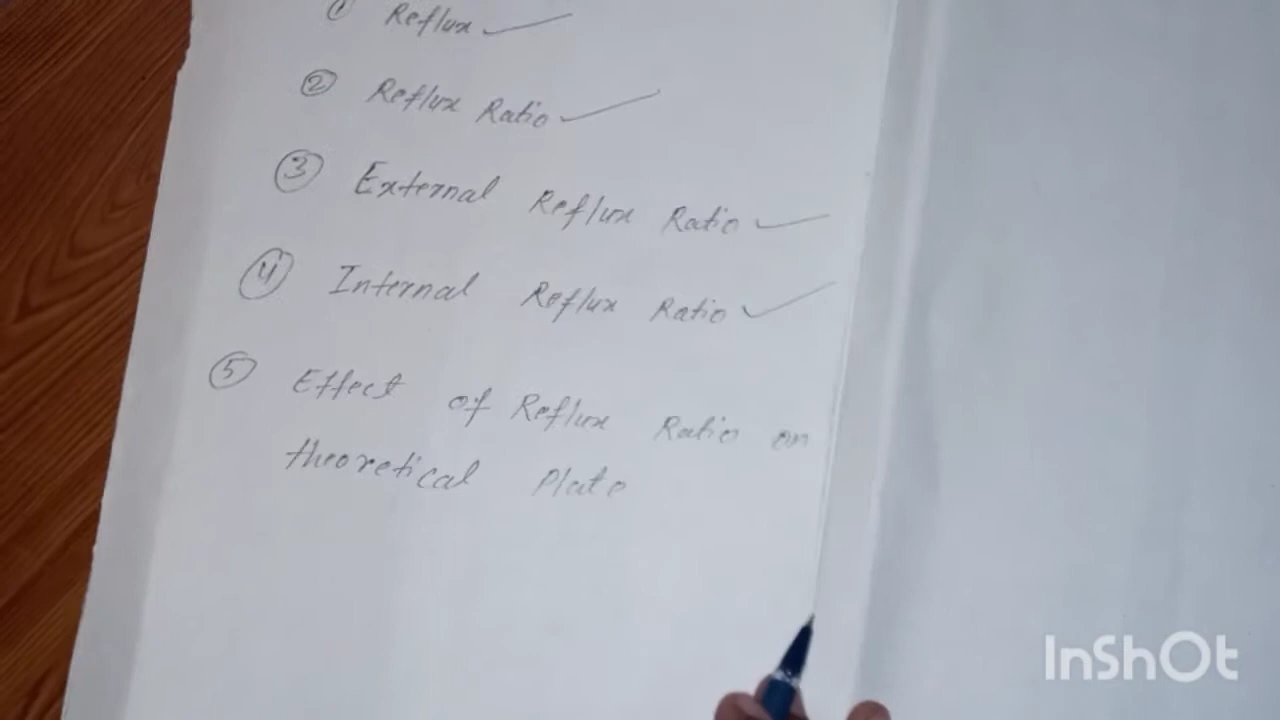 ① Reflux
② Reflux Ratio
③ External Reflux Ratio
④ Internal Reflux Ratio
⑤ Effect of Reflux Ratio on
theoretical Plate
InShOt